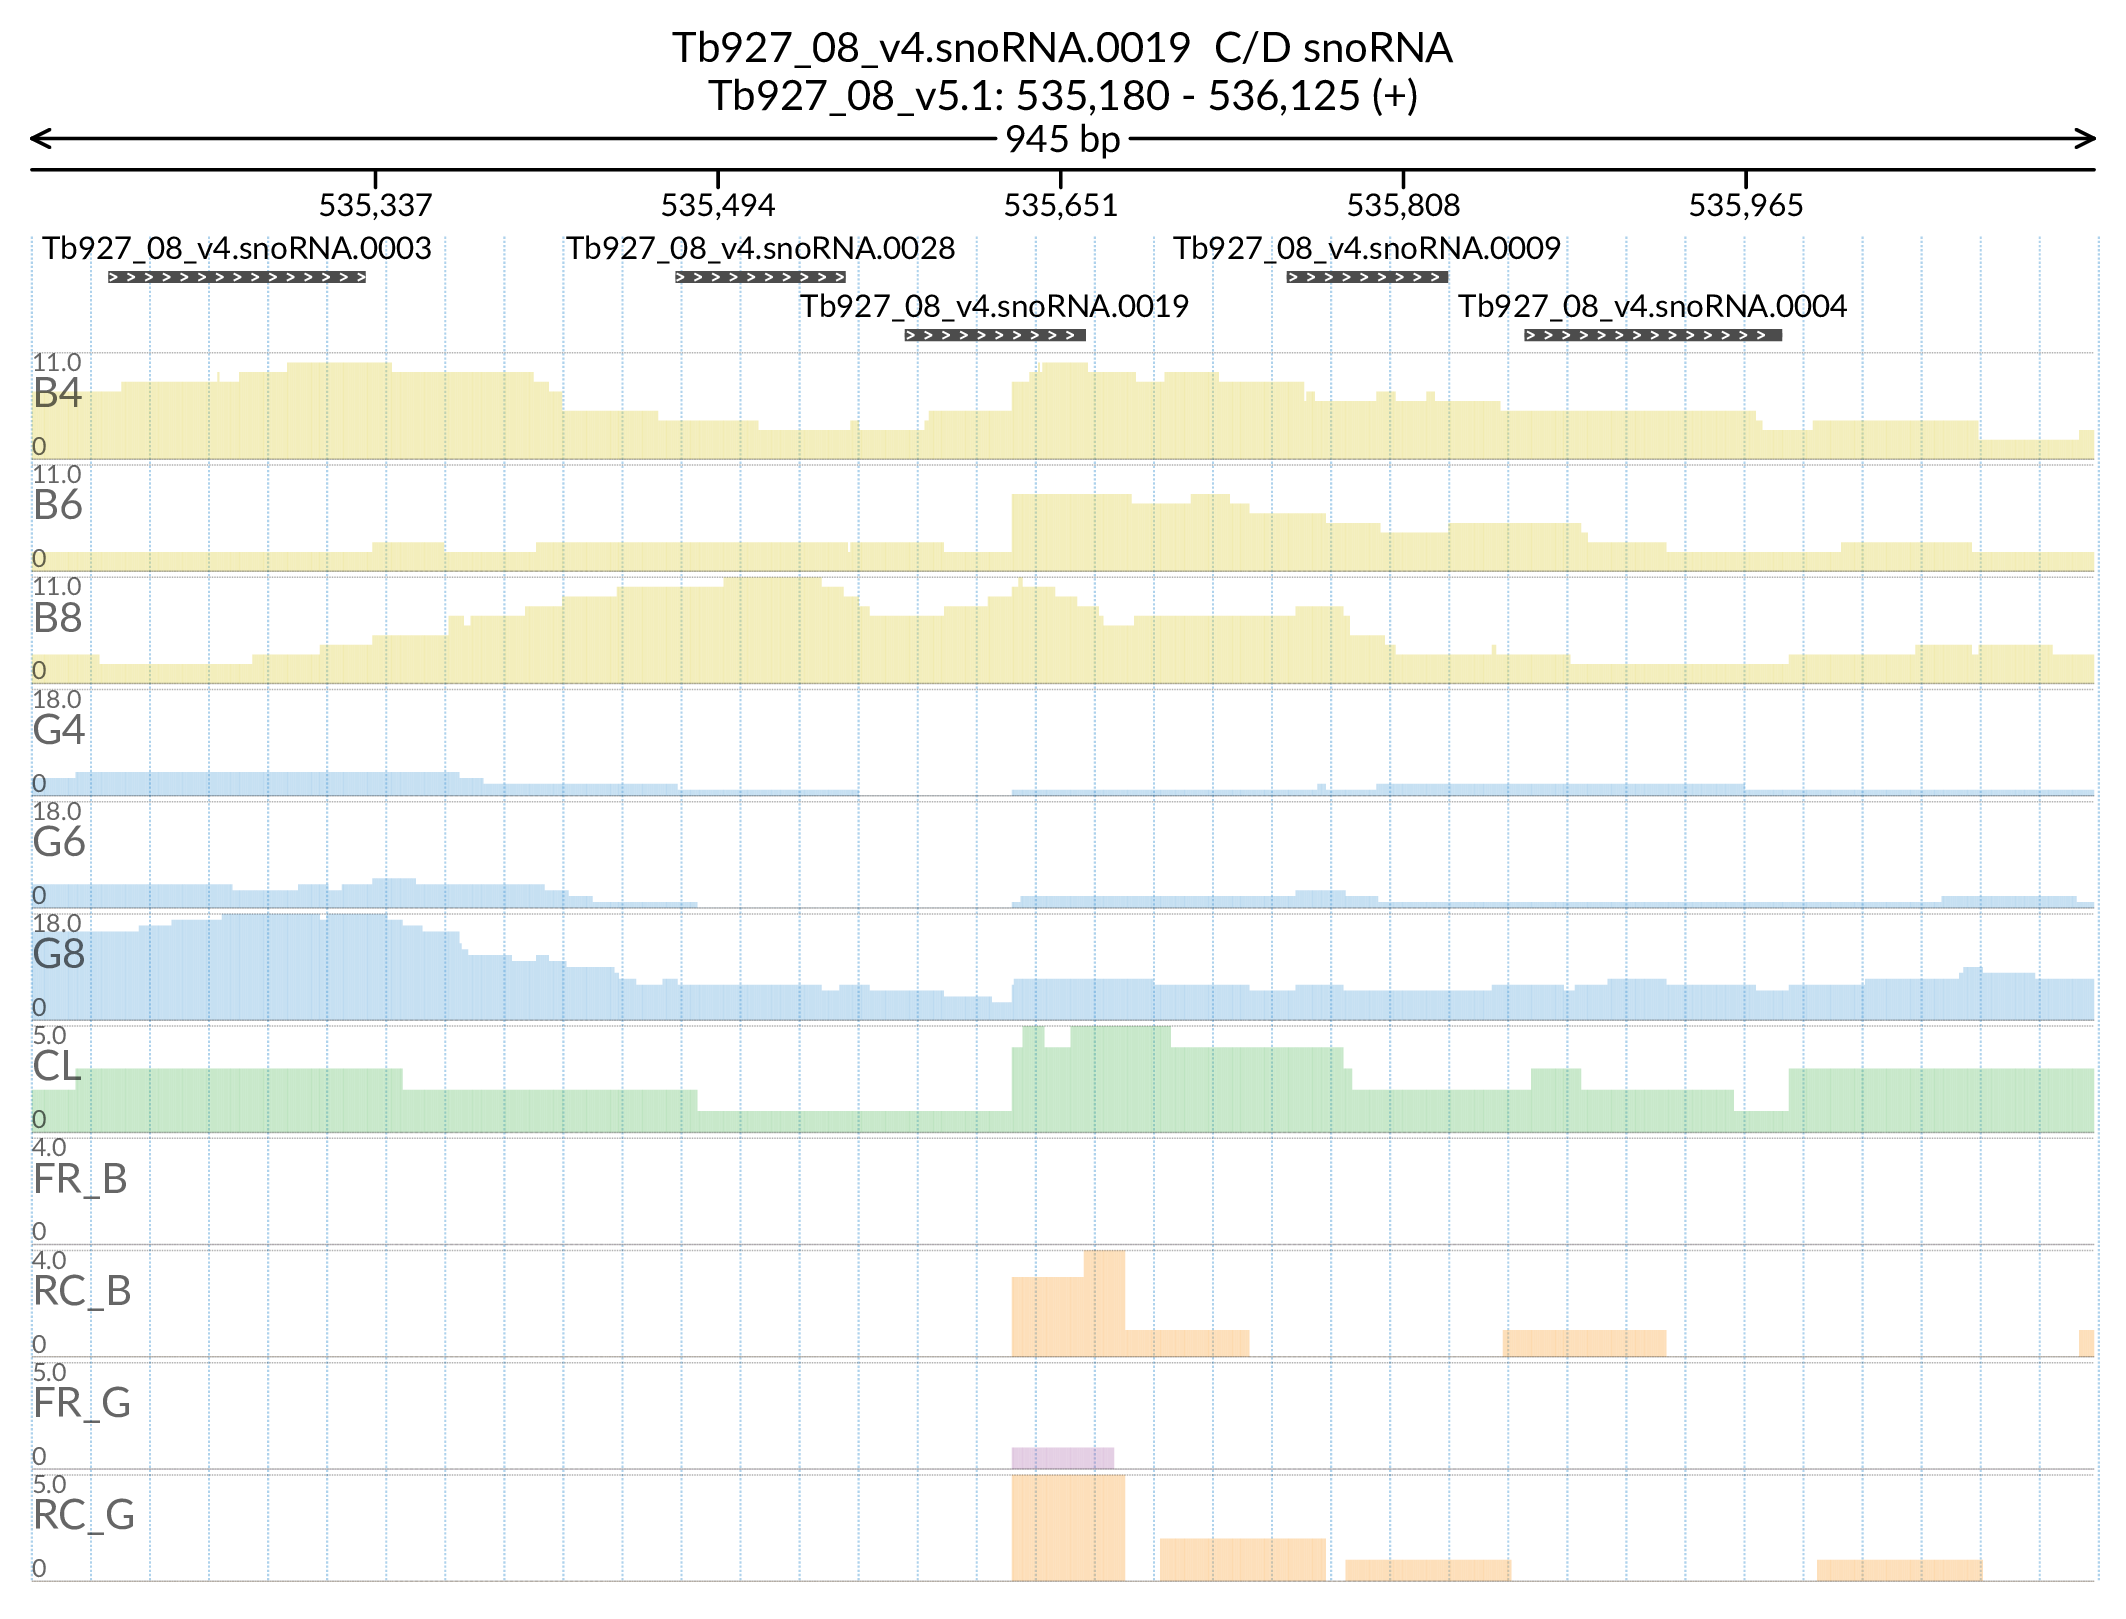 Tb927_08_v4.snoRNA.0019  C/D snoRNA
Tb927_08_v5.1: 535,180 - 536,125 (+)
945 bp
535,337 535,494 535,651 535,808 535,965
Tb927_08_v4.snoRNA.0003 Tb927_08_v4.snoRNA.0028 Tb927_08_v4.snoRNA.0009
Tb927_08_v4.snoRNA.0019 Tb927_08_v4.snoRNA.0004
11.0
B4
0
11.0
B6
0
11.0
B8
0
18.0
G4
0
18.0
G6
0
18.0
G8
0
5.0
CL
0
4.0
FR_B
0
4.0
RC_B
0
5.0
FR_G
0
5.0
RC_G
0